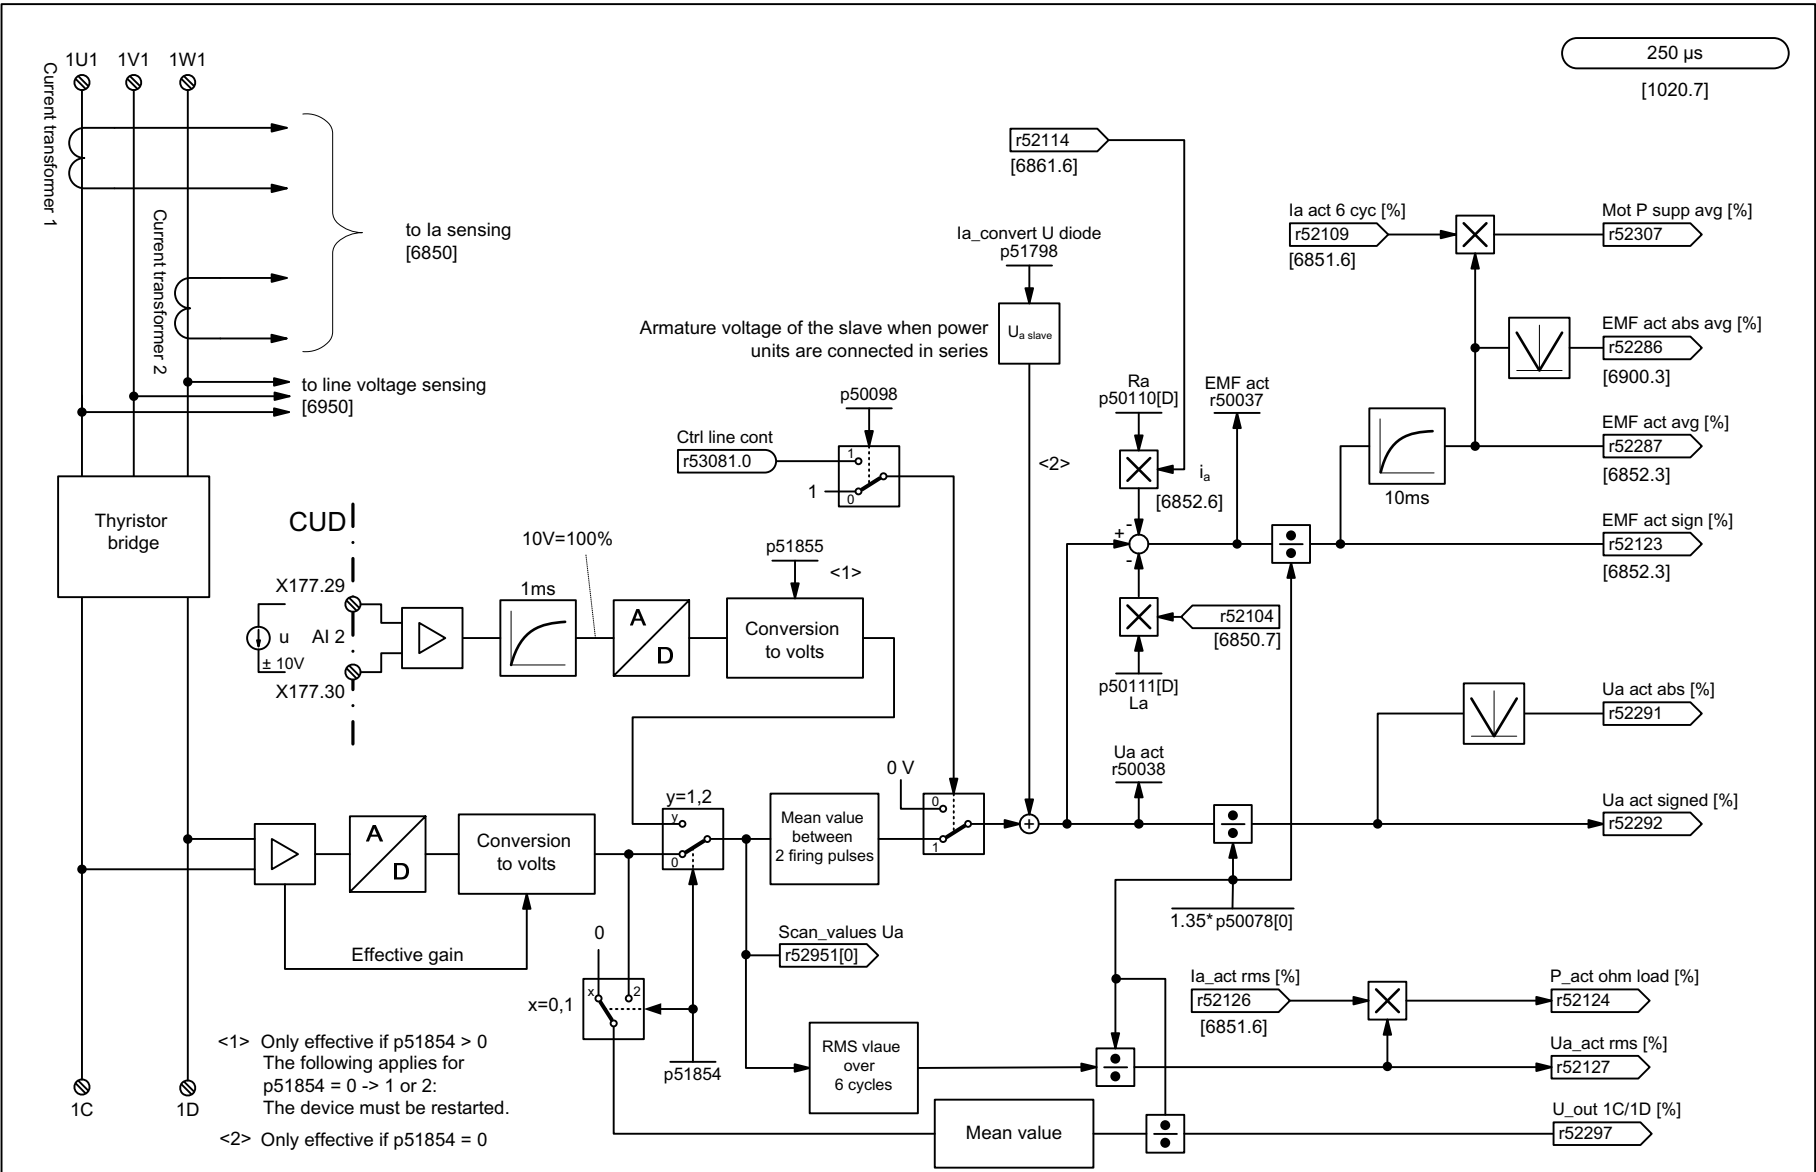 250 µs
[1020.7]
1U1
1V1
1W1
Current transformer 1
Current transformer 2
to Ia sensing
[6850]
to line voltage sensing
[6950]
Thyristor
bridge
CUD
X177.29
u
AI 2
± 10V
X177.30
1ms
10V=100%
A
D
p51855
<1>
Conversion
to volts
r52114
[6861.6]
Ia_convert U diode
p51798
Ua slave
Armature voltage of the slave when power
units are connected in series
p50098
Ctrl line cont
r53081.0
1
1
0
<2>
Ra
p50110[D]
EMF act
r50037
ia
[6852.6]
+
-
-
r52104
[6850.7]
p50111[D]
La
Ia act 6 cyc [%]
r52109
[6851.6]
Mot P supp avg [%]
r52307
EMF act abs avg [%]
r52286
[6900.3]
EMF act avg [%]
r52287
[6852.3]
10ms
EMF act sign [%]
r52123
[6852.3]
Ua act abs [%]
r52291
Ua act
r50038
Ua act signed [%]
r52292
0 V
0
1
+
y=1,2
y
0
Mean value
between
2 firing pulses
A
D
Conversion
to volts
Effective gain
1.35* p50078[0]
Scan_values Ua
r52951[0]
0
x
2
x=0,1
p51854
RMS vlaue
over
6 cycles
Mean value
Ia_act rms [%]
r52126
[6851.6]
P_act ohm load [%]
r52124
Ua_act rms [%]
r52127
U_out 1C/1D [%]
r52297
1C
1D
<1> Only effective if p51854 > 0
The following applies for
p51854 = 0 -> 1 or 2:
The device must be restarted.
<2> Only effective if p51854 = 0